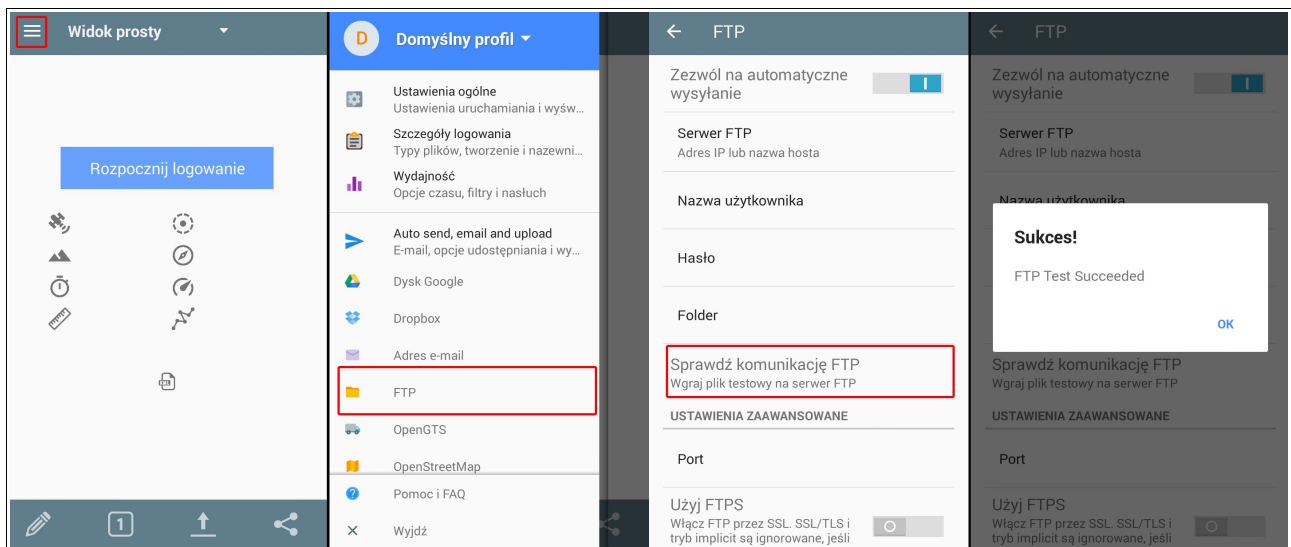 Widok prosty
Rozpocznij logowanie
1
D
Domyślny profil
Ustawienia ogólne
Ustawienia uruchamiania i wyśw...
Szczegóły logowania
Typy plików, tworzenie i nazewni...
Wydajność
Opcje czasu, filtry i nasłuch
Auto send, email and upload
E-mail, opcje udostępniania i wy...
Dysk Google
Dropbox
Adres e-mail
FTP
OpenGTS
OpenStreetMap
Pomoc i FAQ
Wyjdź
FTP
Zezwól na automatyczne
wysyłanie
Serwer FTP
Adres IP lub nazwa hosta
Nazwa użytkownika
Hasło
Folder
Sprawdź komunikację FTP
Wgraj plik testowy na serwer FTP
USTAWIENIA ZAAWANSOWANE
Port
Użyj FTPS
Włącz FTP przez SSL. SSL/TLS i
tryb implicit są ignorowane, jeśli
FTP
Zezwól na automatyczne
wysyłanie
Serwer FTP
Adres IP lub nazwa hosta
Nazwa użytkownika
Sukces!
FTP Test Succeeded
OK
Sprawdź komunikację FTP
Wgraj plik testowy na serwer FTP
USTAWIENIA ZAAWANSOWANE
Port
Użyj FTPS
Włącz FTP przez SSL. SSL/TLS i
tryb implicit są ignorowane, jeśli